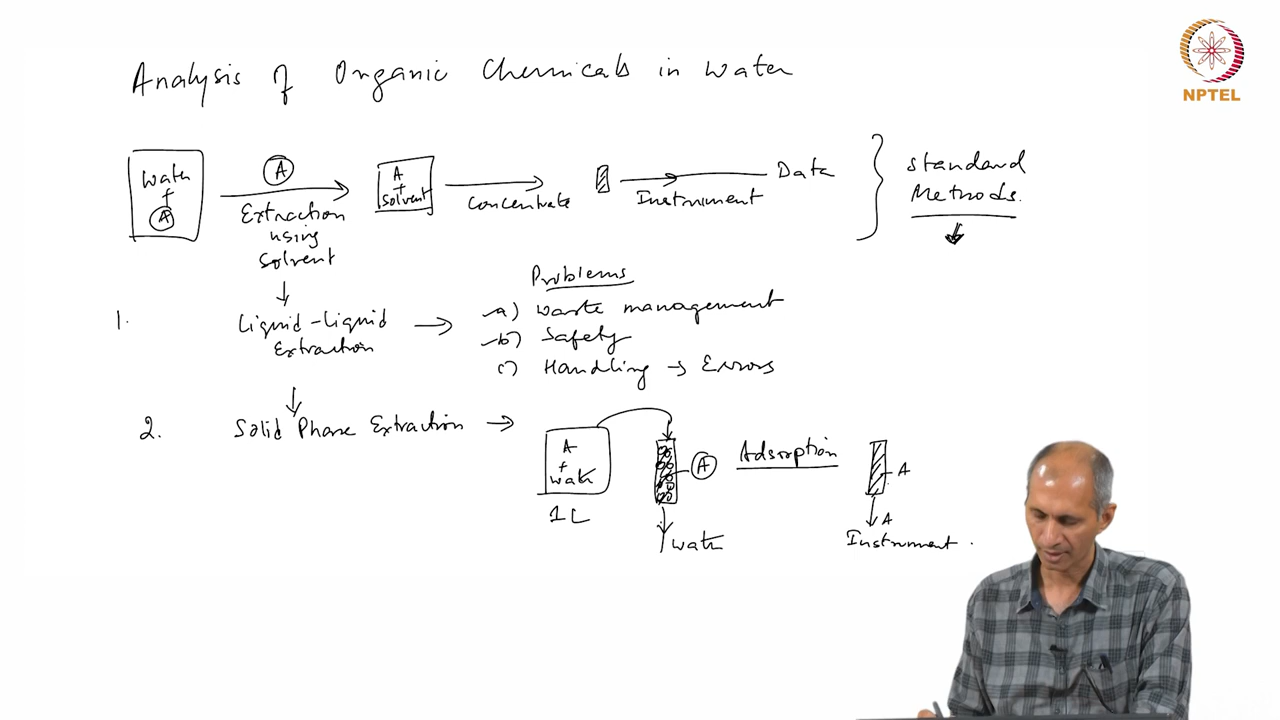 Analysis of Organic Chemicals in Water
NPTEL
Water + A
A
Extraction using solvent
A + solvent
Concentrate
Instrument
Data
Standard Methods.
1.
Liquid-Liquid Extraction
Problems
a) Waste management
b) Safety
c) Handling → Errors
2.
Solid Phase Extraction
A + Water
1L
A
Water
Adsorption
A
A
Instrument.